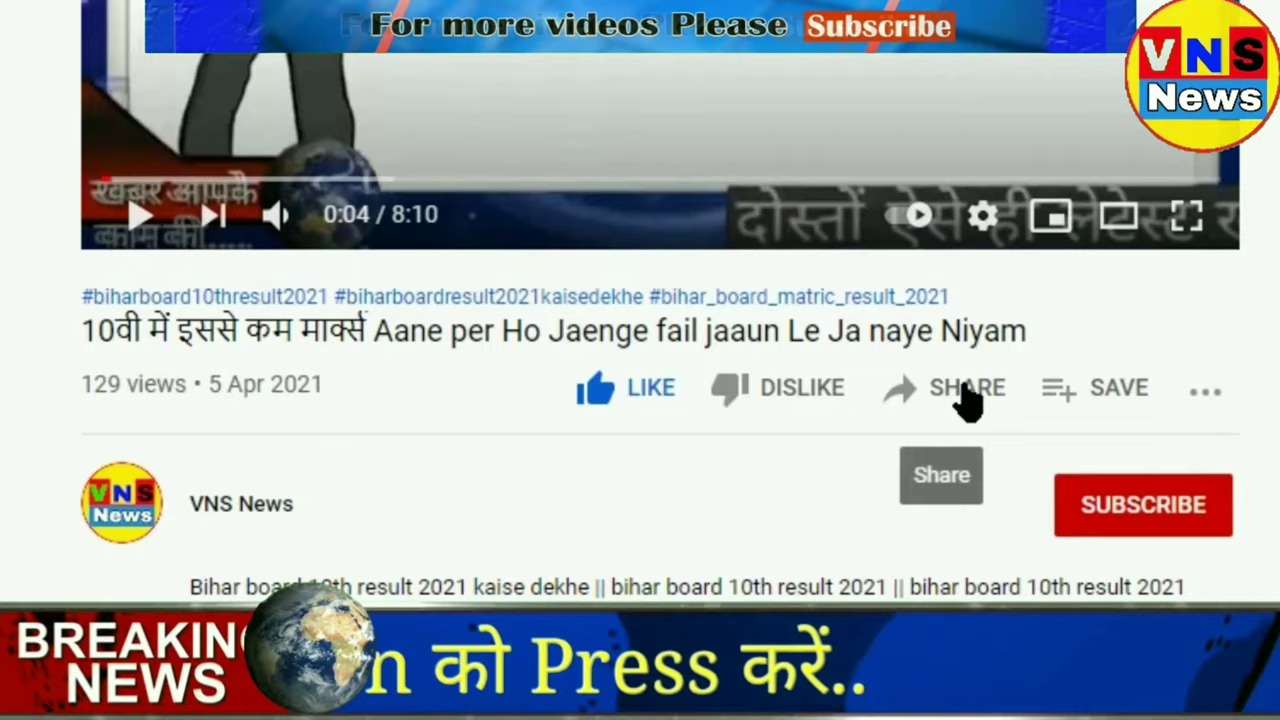 For more videos Please Subscribe
VNS
News
खबर आपके
काम की.....
0:04 / 8:10
दोस्तों ऐसे ही लेटेस्ट
#biharboard10thresult2021 #biharboardresult2021kaisedekhe #bihar_board_matric_result_2021
10वी में इससे कम मार्क्स Aane per Ho Jaenge fail jaaun Le Ja naye Niyam
129 views • 5 Apr 2021 LIKE DISLIKE SHARE SAVE
Share
VNS
News
VNS News
SUBSCRIBE
Bihar board 10th result 2021 kaise dekhe || bihar board 10th result 2021 || bihar board 10th result 2021
BREAKING
NEWS
n को Press करें..